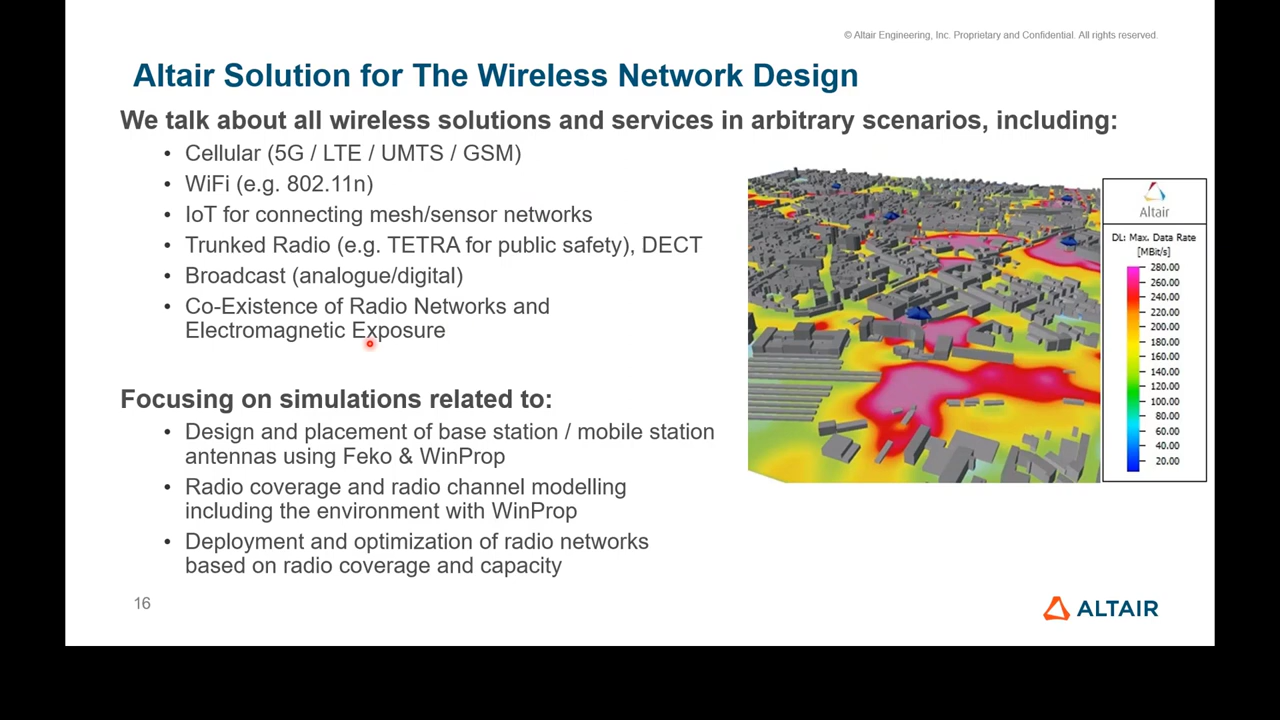 © Altair Engineering, Inc. Proprietary and Confidential. All rights reserved.
Altair Solution for The Wireless Network Design
We talk about all wireless solutions and services in arbitrary scenarios, including:
• Cellular (5G / LTE / UMTS / GSM)
• WiFi (e.g. 802.11n)
• IoT for connecting mesh/sensor networks
• Trunked Radio (e.g. TETRA for public safety), DECT
• Broadcast (analogue/digital)
• Co-Existence of Radio Networks and
Electromagnetic Exposure
Focusing on simulations related to:
• Design and placement of base station / mobile station
antennas using Feko & WinProp
• Radio coverage and radio channel modelling
including the environment with WinProp
• Deployment and optimization of radio networks
based on radio coverage and capacity
Altair
DL: Max. Data Rate
[MBit/s]
280.00
260.00
240.00
220.00
200.00
180.00
160.00
140.00
120.00
100.00
80.00
60.00
40.00
20.00
16
ALTAIR